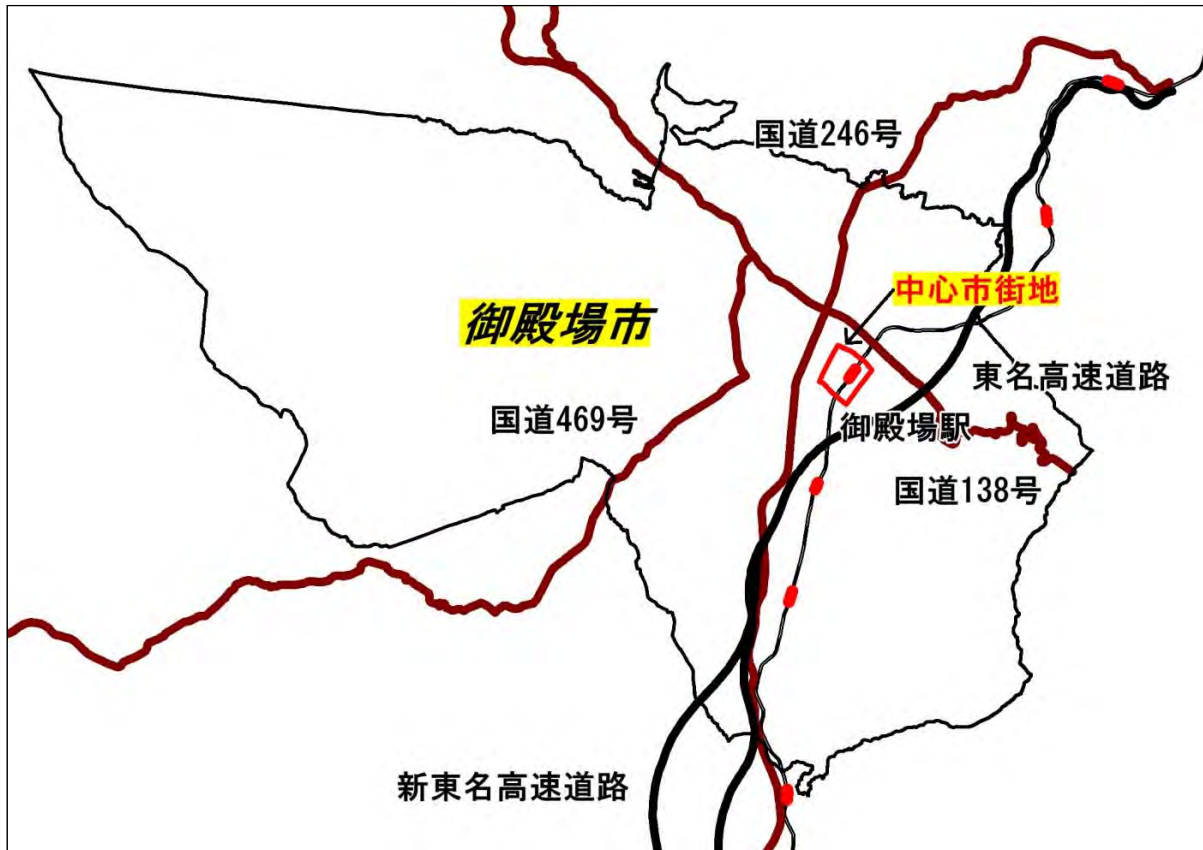 国道246号
中心市街地
御殿場市
東名高速道路
国道469号
御殿場駅
国道138号
新東名高速道路